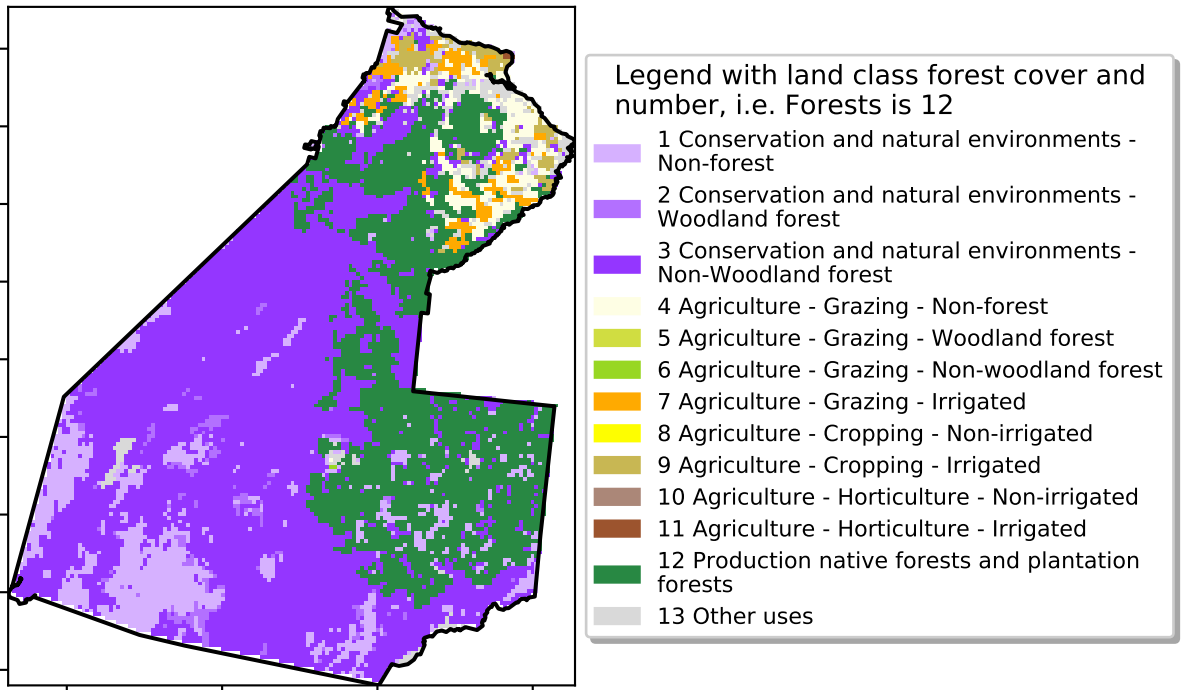 Legend with land class forest cover and
number, i.e. Forests is 12
1 Conservation and natural environments -
Non-forest
2 Conservation and natural environments -
Woodland forest
3 Conservation and natural environments -
Non-Woodland forest
4 Agriculture - Grazing - Non-forest
5 Agriculture - Grazing - Woodland forest
6 Agriculture - Grazing - Non-woodland forest
7 Agriculture - Grazing - Irrigated
8 Agriculture - Cropping - Non-irrigated
9 Agriculture - Cropping - Irrigated
10 Agriculture - Horticulture - Non-irrigated
11 Agriculture - Horticulture - Irrigated
12 Production native forests and plantation
forests
13 Other uses